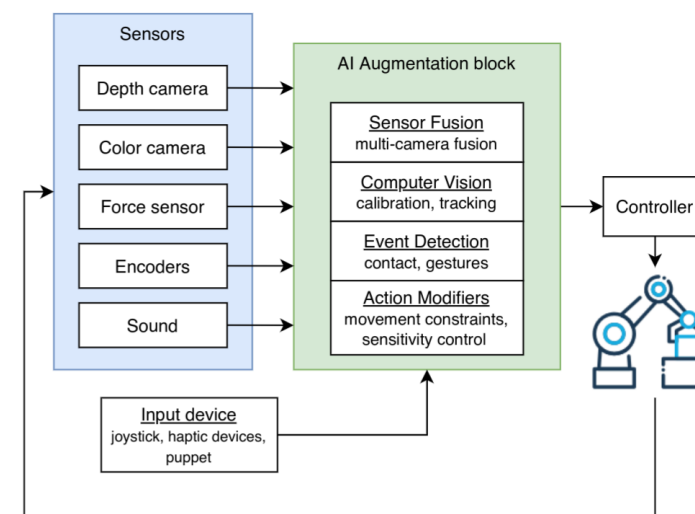 Sensors
Depth camera
Color camera
Force sensor
Encoders
Sound
AI Augmentation block
Sensor Fusion
multi-camera fusion
Computer Vision
calibration, tracking
Event Detection
contact, gestures
Action Modifiers
movement constraints,
sensitivity control
Controller
Input device
joystick, haptic devices,
puppet